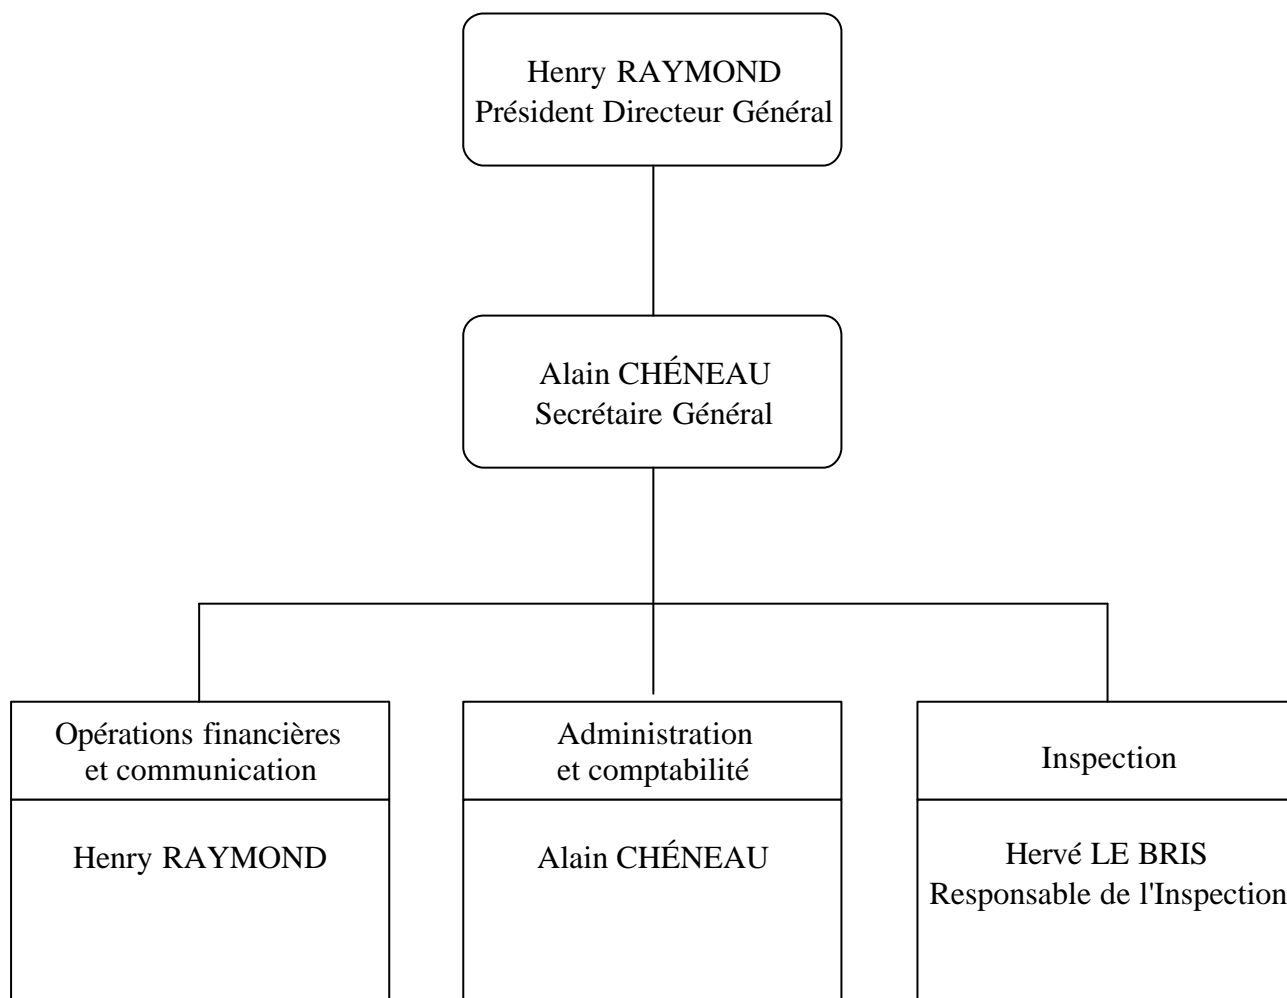 Henry RAYMOND
Président Directeur Général
Alain CHÉNEAU
Secrétaire Général
Opérations financières
et communication
Henry RAYMOND
Administration
et comptabilité
Alain CHÉNEAU
Inspection
Hervé LE BRIS
Responsable de l'Inspection